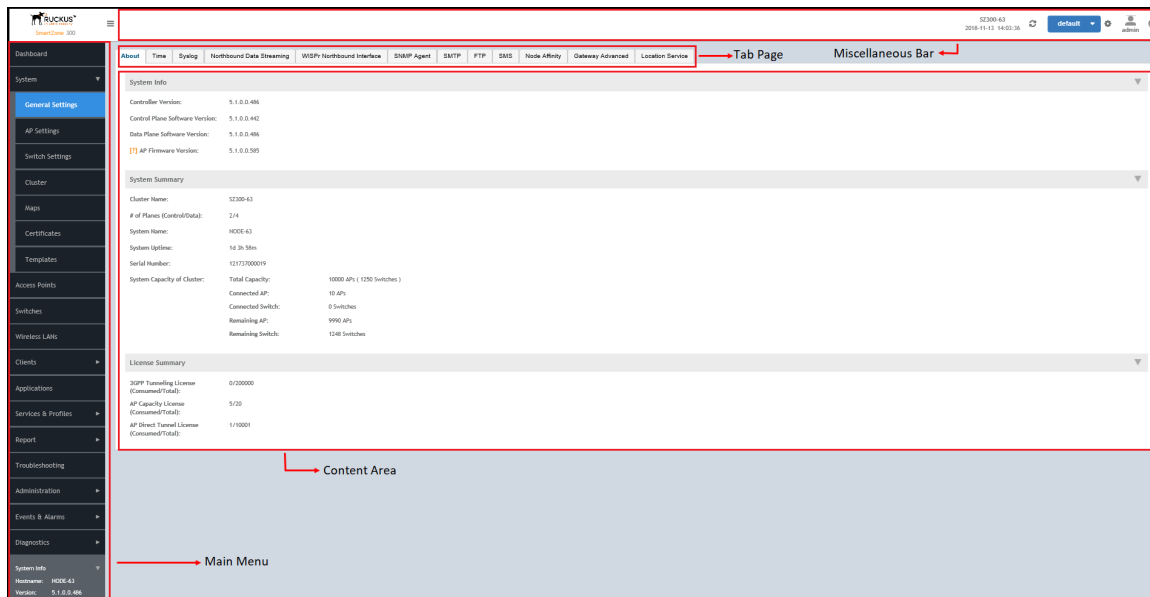 RUCKUS
SmartZone 300
SZ300-63
2018-11-13 14:03:36
default
admin
Tab Page
Miscellaneous Bar
Dashboard
System
General Settings
AP Settings
Switch Settings
Cluster
Maps
Certificates
Templates
Access Points
Switches
Wireless LANs
Clients
Applications
Services & Profiles
Report
Troubleshooting
Administration
Events & Alarms
Diagnostics
System Info
Hostname: NODE-63
Version: 5.1.0.0.486
About Time Syslog Northbound Data Streaming WISPr Northbound Interface SNMP Agent SMTP FTP SMS Node Affinity Gateway Advanced Location Service
System Info
Controller Version: 5.1.0.0.486
Control Plane Software Version: 5.1.0.0.442
Data Plane Software Version: 5.1.0.0.486
[?] AP Firmware Version: 5.1.0.0.585
System Summary
Cluster Name: SZ300-63
# of Planes (Control/Data): 2/4
System Name: NODE-63
System Uptime: 1d 3h 58m
Serial Number: 121737000019
System Capacity of Cluster: Total Capacity: 10000 APs ( 1250 Switches )
Connected AP: 10 APs
Connected Switch: 0 Switches
Remaining AP: 9990 APs
Remaining Switch: 1248 Switches
License Summary
3GPP Tunneling License
(Consumed/Total): 0/200000
AP Capacity License
(Consumed/Total): 5/20
AP Direct Tunnel License
(Consumed/Total): 1/10001
Content Area
Main Menu